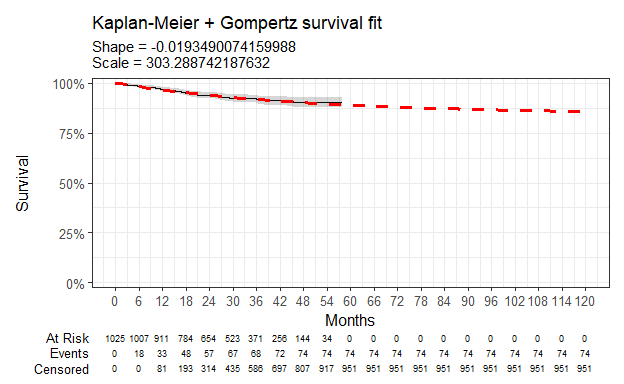 Kaplan-Meier + Gompertz survival fit
Shape = -0.0193490074159988
Scale = 303.288742187632
100%
75%
50%
25%
0%
Survival
0 6 12 18 24 30 36 42 48 54 60 66 72 78 84 90 96 102 108 114 120
Months
At Risk 1025 1007 911 784 654 523 371 256 144 34 0 0 0 0 0 0 0 0 0 0 0
Events 0 18 33 48 57 67 68 72 74 74 74 74 74 74 74 74 74 74 74 74 74
Censored 0 0 81 193 314 435 586 697 807 917 951 951 951 951 951 951 951 951 951 951 951